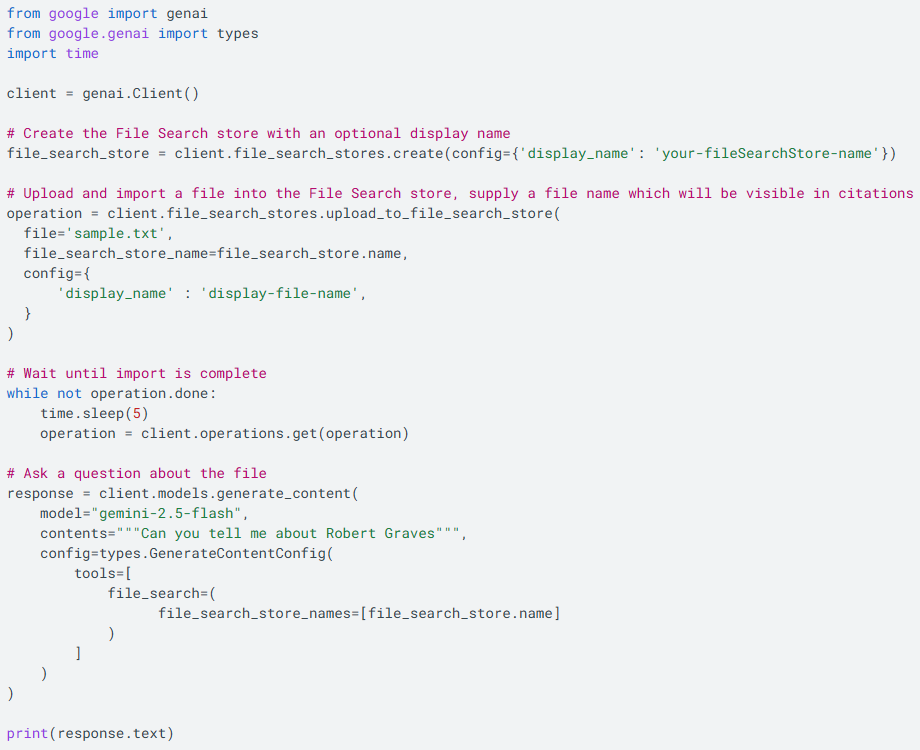 from google import genai
from google.genai import types
import time

client = genai.Client()

# Create the File Search store with an optional display name
file_search_store = client.file_search_stores.create(config={'display_name': 'your-fileSearchStore-name'})

# Upload and import a file into the File Search store, supply a file name which will be visible in citations
operation = client.file_search_stores.upload_to_file_search_store(
  file='sample.txt',
  file_search_store_name=file_search_store.name,
  config={
      'display_name' : 'display-file-name',
  }
)

# Wait until import is complete
while not operation.done:
    time.sleep(5)
    operation = client.operations.get(operation)

# Ask a question about the file
response = client.models.generate_content(
    model="gemini-2.5-flash",
    contents="""Can you tell me about Robert Graves""",
    config=types.GenerateContentConfig(
        tools=[
            file_search=(
                  file_search_store_names=[file_search_store.name]
            )
        ]
    )
)

print(response.text)